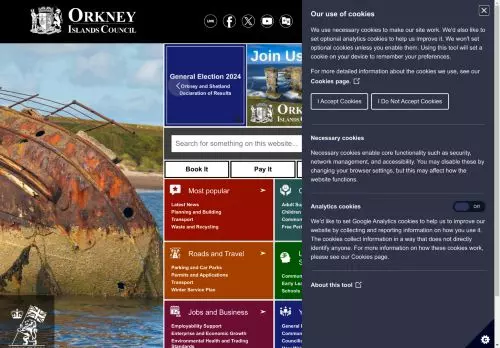 ORKNEY
ISLANDS COUNCIL
LIVE
General Election 2024
Orkney and Shetland
Declaration of Results
Join Us
ORKNEY
ISLANDS COUNCIL
Search for something on this website...
Book It
Pay It
Most popular
Latest News
Planning and Building
Transport
Waste and Recycling
Adult Su
Children
Commun
Free Peri
Roads and Travel
Parking and Car Parks
Permits and Applications
Transport
Winter Service Plan
L
S
Commun
Early Lea
Schools
Jobs and Business
Employability Support
Enterprise and Economic Growth
Environmental Health and Trading
Standards
Y
General E
Commun
Councillo
Our use of cookies
We use necessary cookies to make our site work. We'd also like to
set optional analytics cookies to help us improve it. We won't set
optional cookies unless you enable them. Using this tool will set a
cookie on your device to remember your preferences.
For more detailed information about the cookies we use, see our
Cookies page.
I Accept Cookies
I Do Not Accept Cookies
Necessary cookies
Necessary cookies enable core functionality such as security,
network management, and accessibility. You may disable these by
changing your browser settings, but this may affect how the
website functions.
Analytics cookies
Off
We'd like to set Google Analytics cookies to help us to improve our
website by collecting and reporting information on how you use it.
The cookies collect information in a way that does not directly
identify anyone. For more information on how these cookies work,
please see our Cookies page.
About this tool